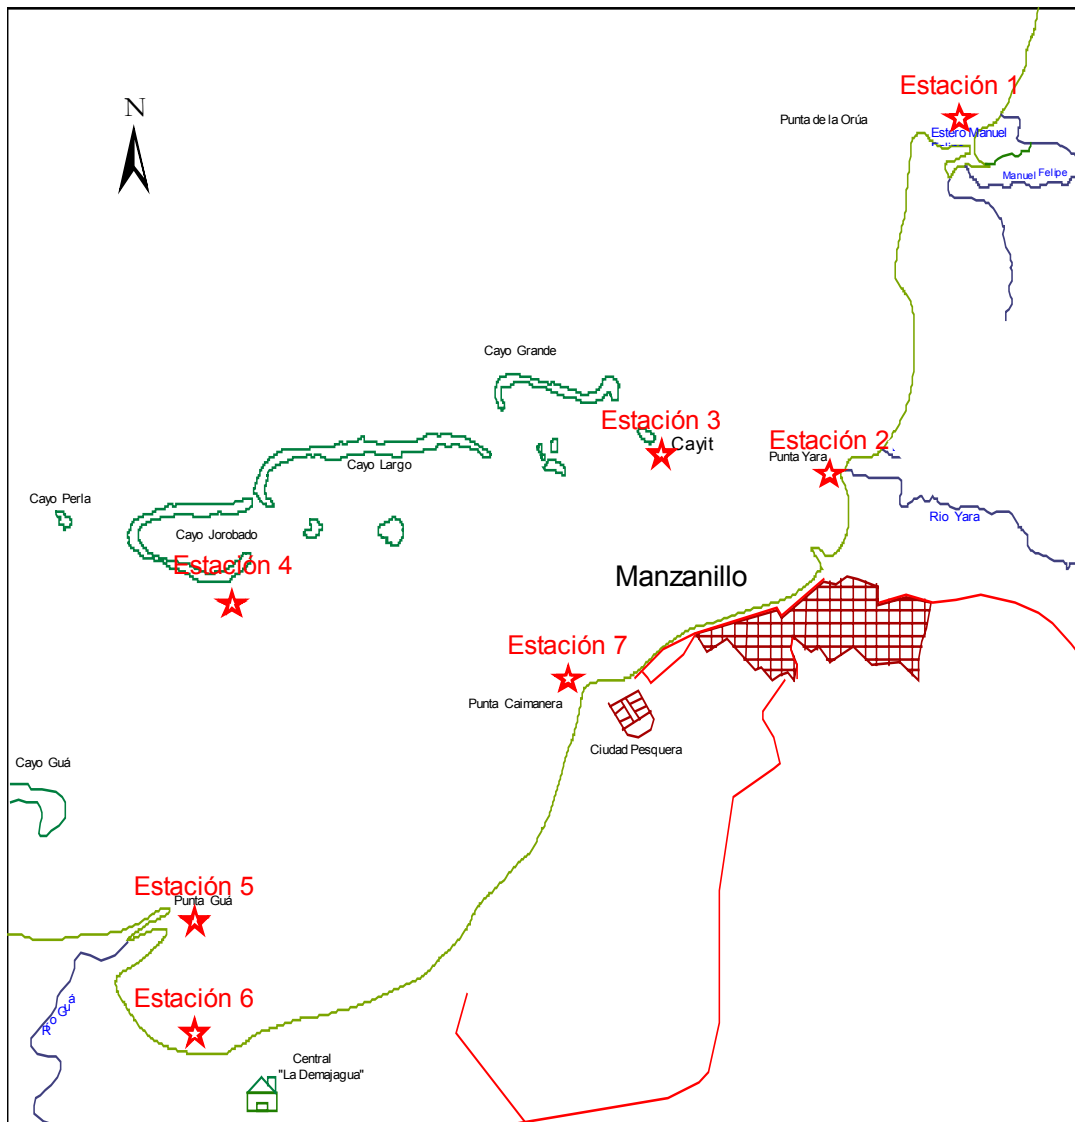 Estación 1
N
Punta de la Orúa
Estero Manuel
Manuel Felipe
Cayo Grande
Estación 3
Cayit
Estación 2
Punta Yara
Cayo Largo
Cayo Perla
Rio Yara
Cayo Jorobado
Estación 4
Manzanillo
Estación 7
Punta Caimanera
Ciudad Pesquera
Cayo Guá
Estación 5
Punta Guá
Estación 6
Rio Guá
Central
"La Demajagua"